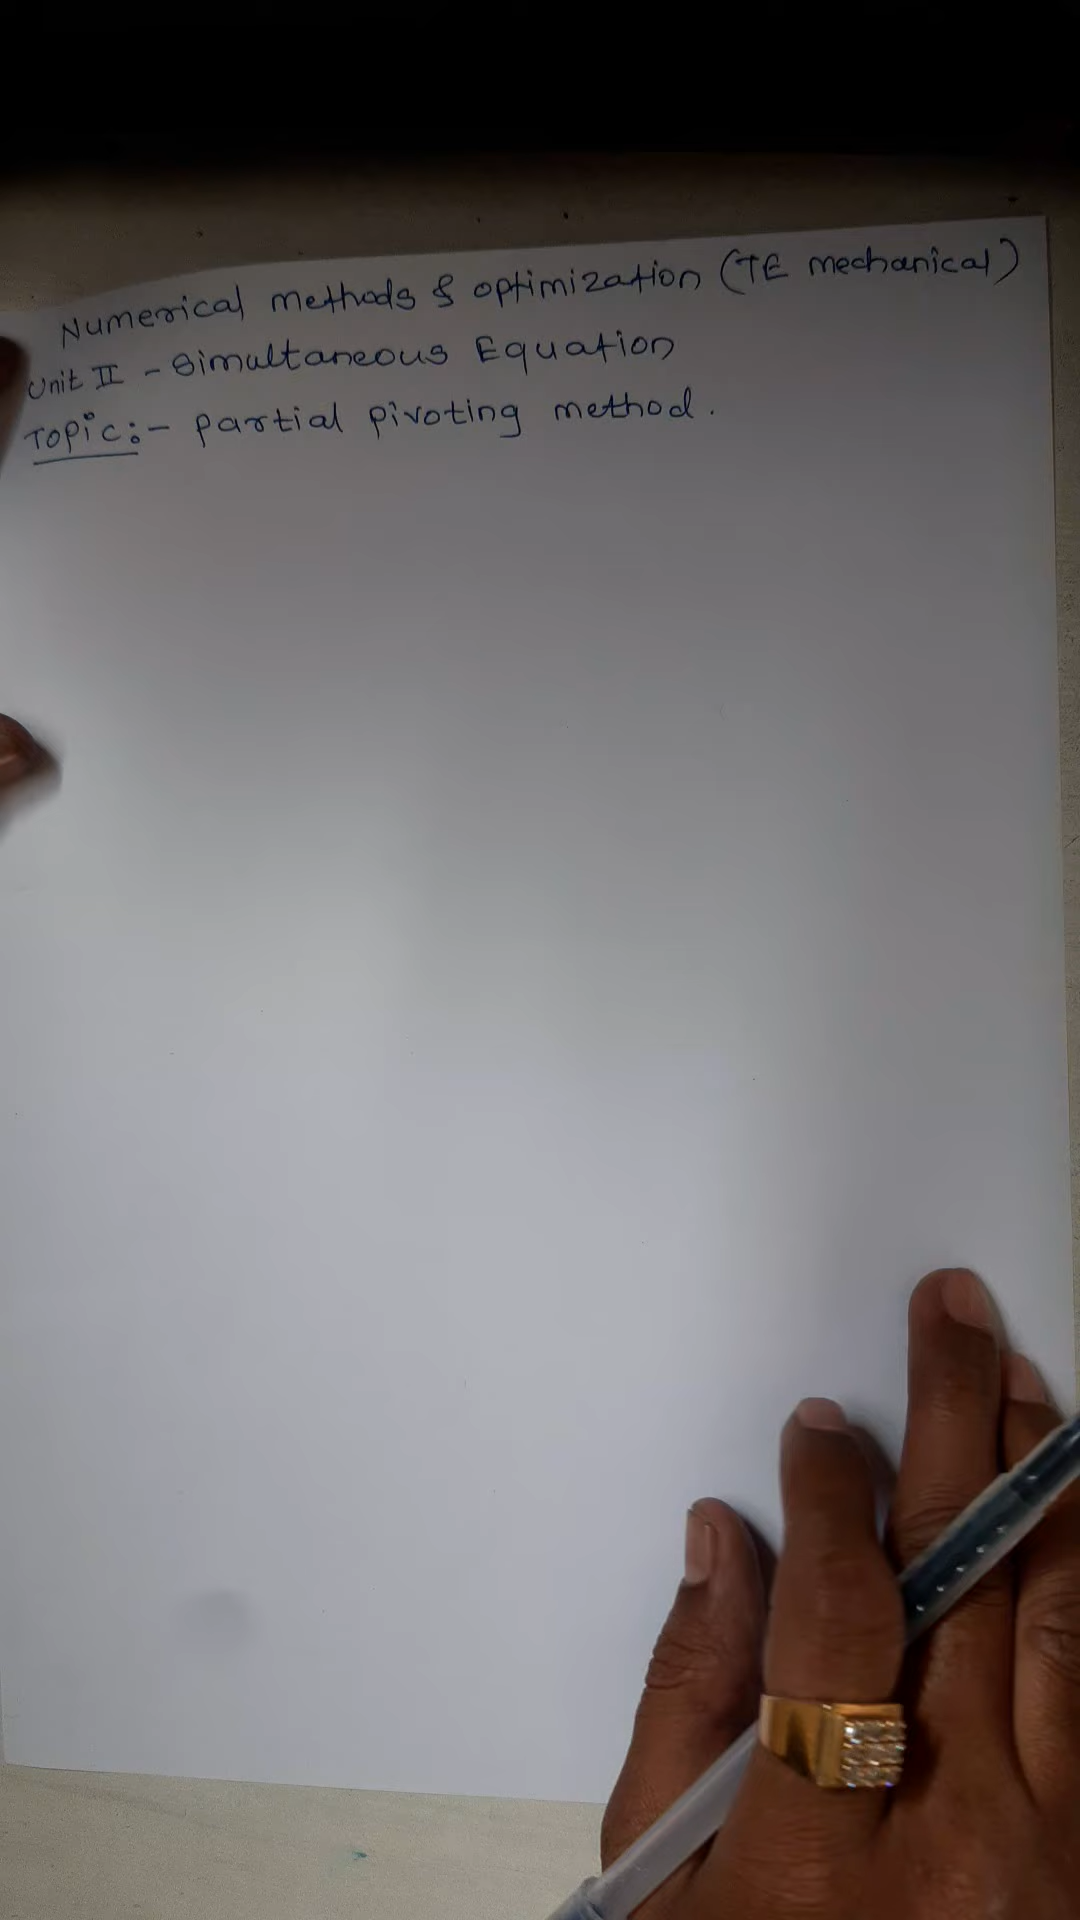 Numerical methods & optimization (TE mechanical)
Unit II - Simultaneous Equation
Topic:- Partial pivoting method.